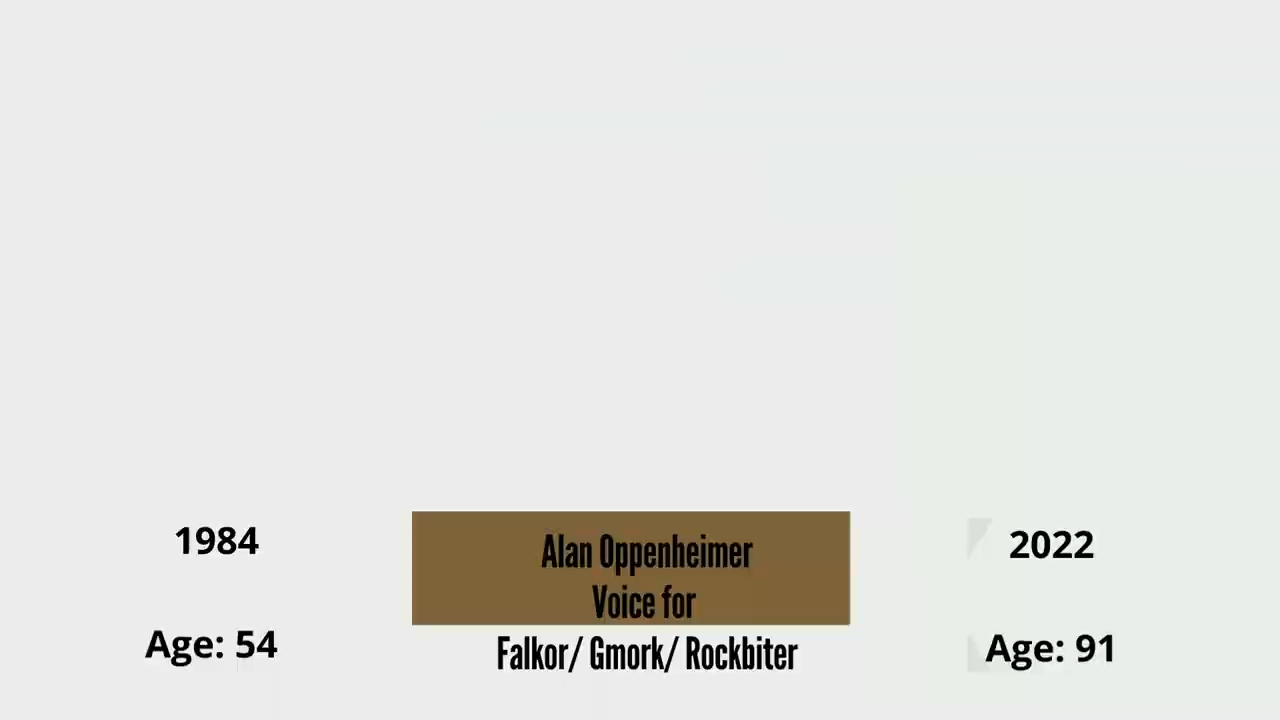 1984
Age: 54
Alan Oppenheimer
Voice for
Falkor/ Gmork/ Rockbiter
2022
Age: 91